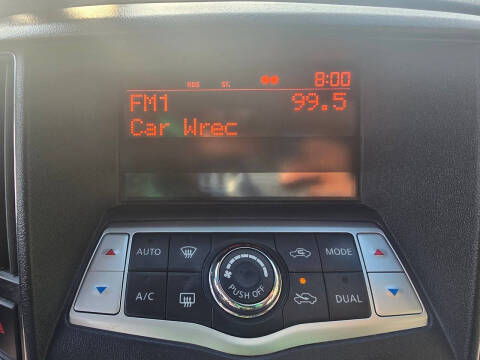 RDS ST. 8:00
FM1 99.5
Car Wrec
AUTO MODE
PUSH OFF
A/C DUAL